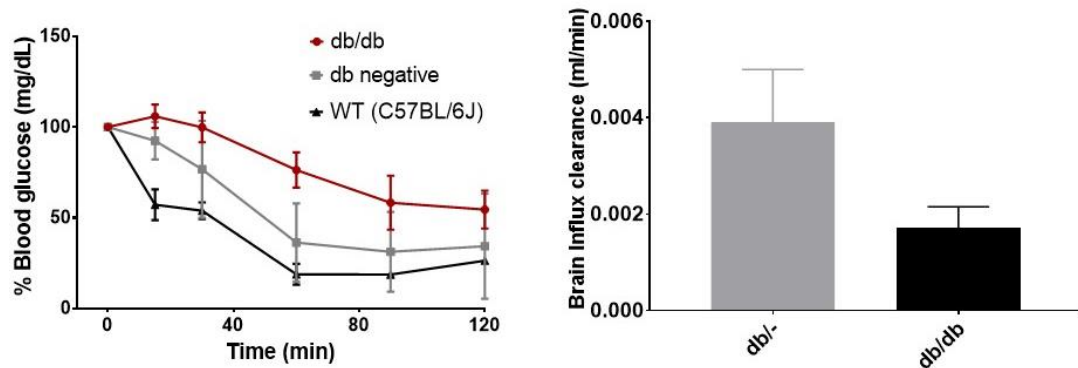 % Blood glucose (mg/dL)
150
100
50
0
db/db
db negative
WT (C57BL/6J)
0
40
80
120
Time (min)
Brain Influx clearance (ml/min)
0.006
0.004
0.002
0.000
db/-
db/db